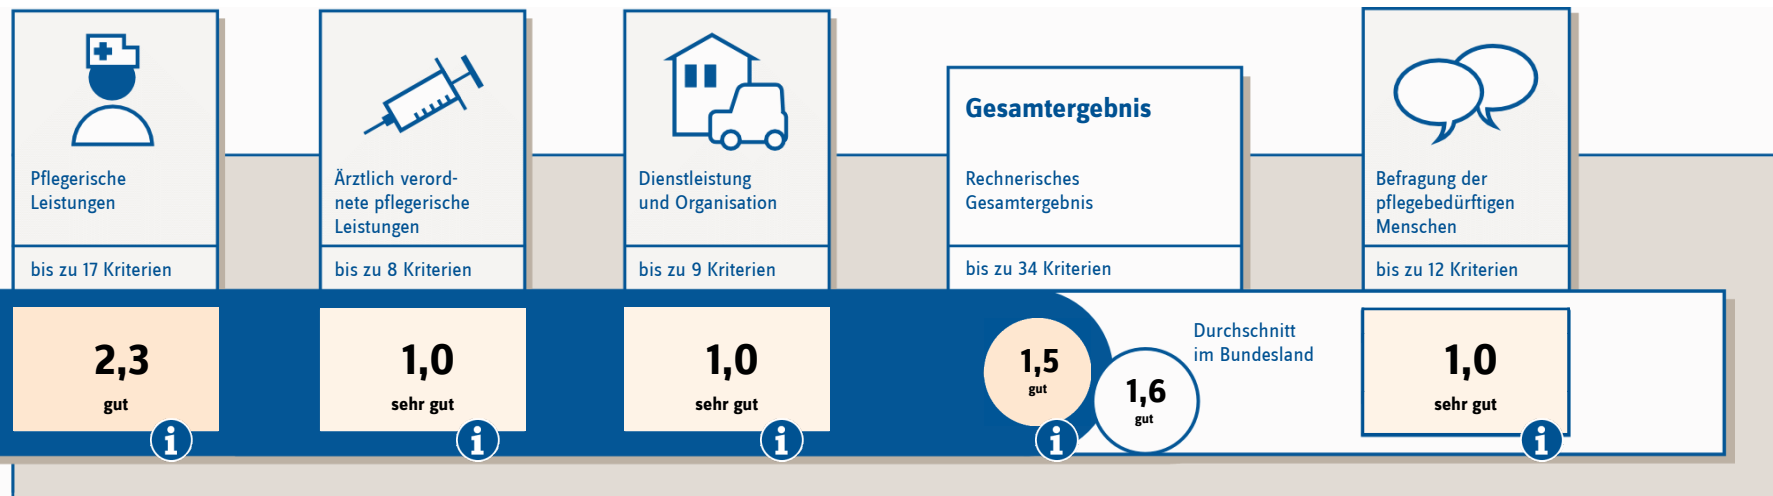 Pflegerische
Leistungen
bis zu 17 Kriterien
2,3
gut
i
Ärztlich verord-
nete pflegerische
Leistungen
bis zu 8 Kriterien
1,0
sehr gut
i
Dienstleistung
und Organisation
bis zu 9 Kriterien
1,0
sehr gut
i
Gesamtergebnis
Rechnerisches
Gesamtergebnis
bis zu 34 Kriterien
1,5
gut
i
1,6
gut
Durchschnitt
im Bundesland
Befragung der
pflegebedürftigen
Menschen
bis zu 12 Kriterien
1,0
sehr gut
i